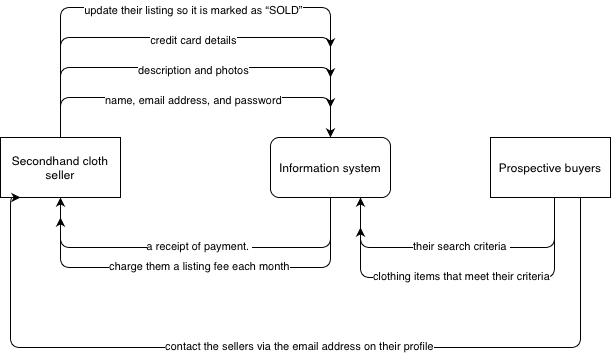 update their listing so it is marked as “SOLD”
credit card details
description and photos
name, email address, and password
Secondhand cloth
seller
Information system
Prospective buyers
a receipt of payment.
their search criteria
charge them a listing fee each month
clothing items that meet their criteria
contact the sellers via the email address on their profile